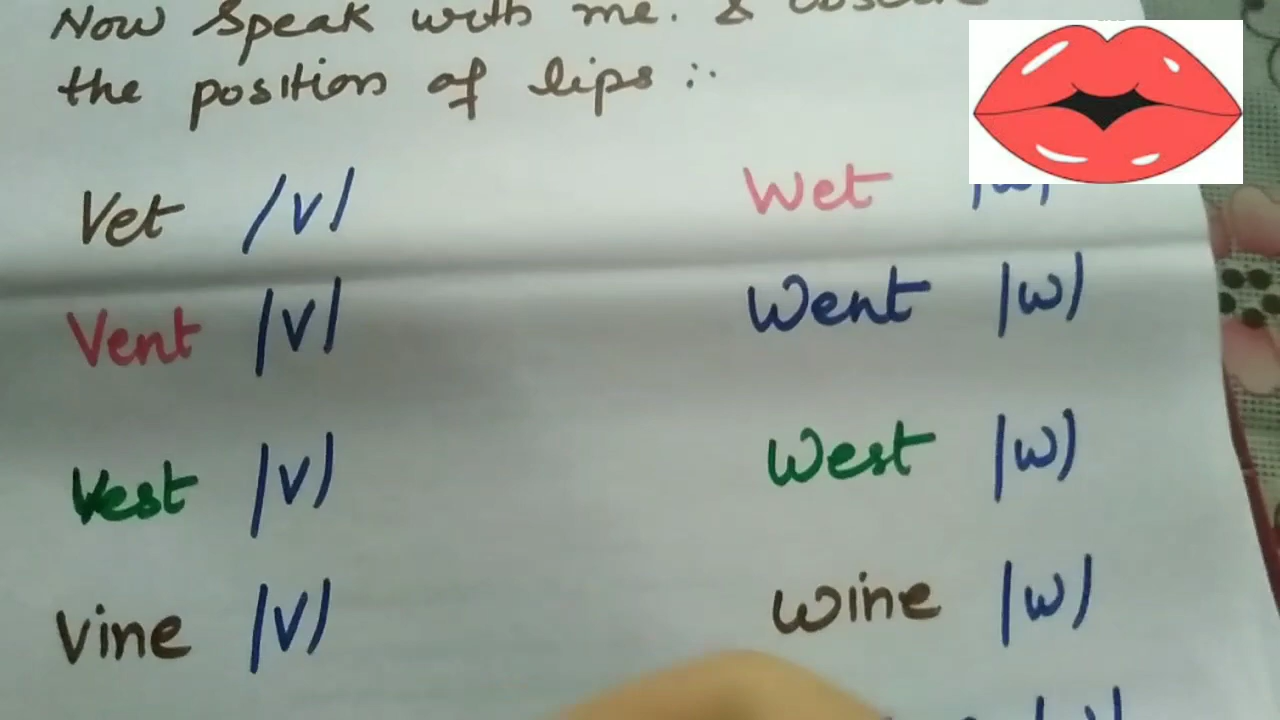 Now Speak with me. &
the position of lips :.
Vet /v/ Wet /w/
Vent /v/ Went /w/
Vest /v/ West /w/
Vine /v/ Wine /w/